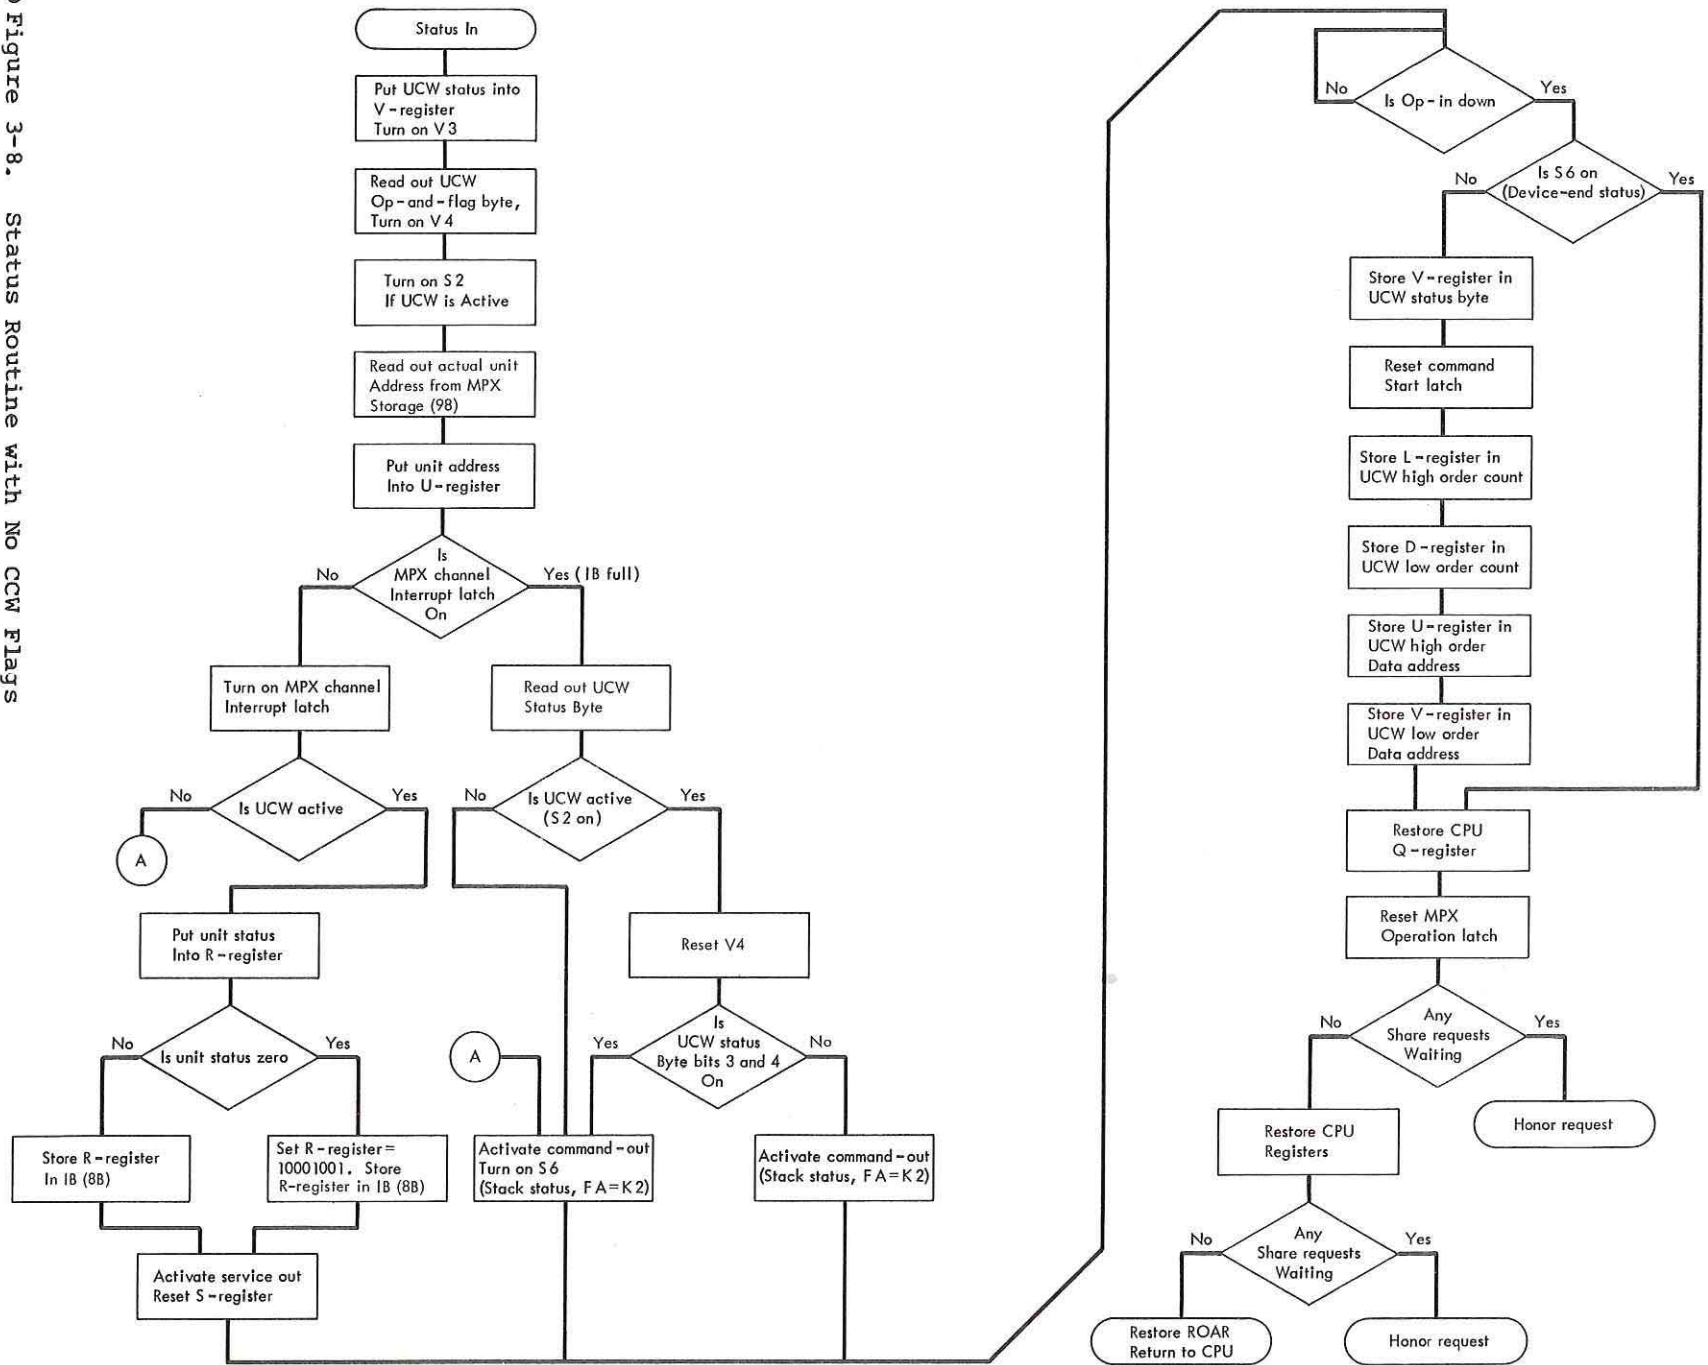 Figure 3-8. Status Routine with No CCW Flags
Status In
Put UCW status into
V-register
Turn on V3
Read out UCW
Op-and-flag byte,
Turn on V4
Turn on S2
If UCW is Active
Read out actual unit
Address from MPX
Storage (98)
Put unit address
Into U-register
Is
MPX channel
Interrupt latch
On
No
Yes (IB full)
Turn on MPX channel
Interrupt latch
Read out UCW
Status Byte
Is UCW active
No
Yes
A
Is UCW active
(S2 on)
No
Yes
Put unit status
Into R-register
Reset V4
Is unit status zero
No
Yes
A
Is
UCW status
Byte bits 3 and 4
On
Yes
No
Store R-register
In IB (8B)
Set R-register=
10001001. Store
R-register in IB (8B)
Activate command-out
Turn on S6
(Stack status, FA=K2)
Activate command-out
(Stack status, FA=K2)
Activate service out
Reset S-register
Is Op-in down
No
Yes
Is S6 on
(Device-end status)
No
Yes
Store V-register in
UCW status byte
Reset command
Start latch
Store L-register in
UCW high order count
Store D-register in
UCW low order count
Store U-register in
UCW high order
Data address
Store V-register in
UCW low order
Data address
Restore CPU
Q-register
Reset MPX
Operation latch
Any
Share requests
Waiting
No
Yes
Honor request
Restore CPU
Registers
Any
Share requests
Waiting
No
Yes
Restore ROAR
Return to CPU
Honor request